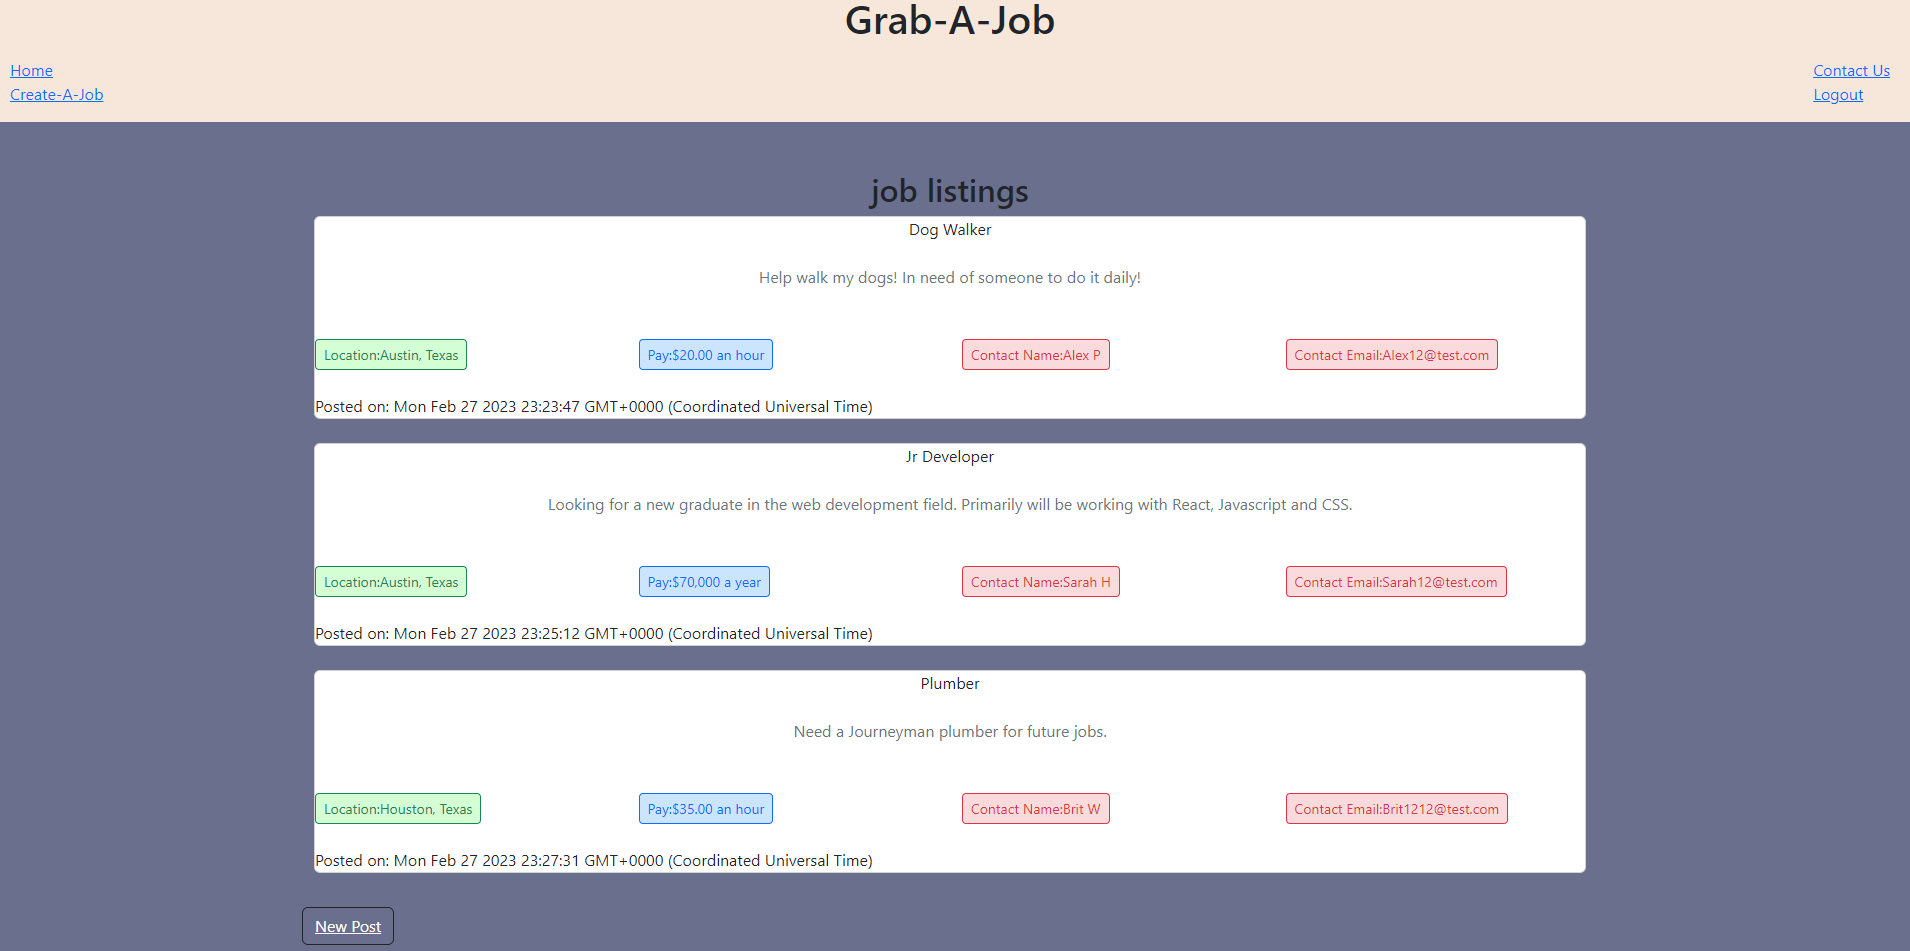 Grab-A-Job
Home
Create-A-Job
Contact Us
Logout
job listings
Dog Walker
Help walk my dogs! In need of someone to do it daily!
Location:Austin, Texas
Pay:$20.00 an hour
Contact Name:Alex P
Contact Email:Alex12@test.com
Posted on: Mon Feb 27 2023 23:23:47 GMT+0000 (Coordinated Universal Time)
Jr Developer
Looking for a new graduate in the web development field. Primarily will be working with React, Javascript and CSS.
Location:Austin, Texas
Pay:$70,000 a year
Contact Name:Sarah H
Contact Email:Sarah12@test.com
Posted on: Mon Feb 27 2023 23:25:12 GMT+0000 (Coordinated Universal Time)
Plumber
Need a Journeyman plumber for future jobs.
Location:Houston, Texas
Pay:$35.00 an hour
Contact Name:Brit W
Contact Email:Brit1212@test.com
Posted on: Mon Feb 27 2023 23:27:31 GMT+0000 (Coordinated Universal Time)
New Post